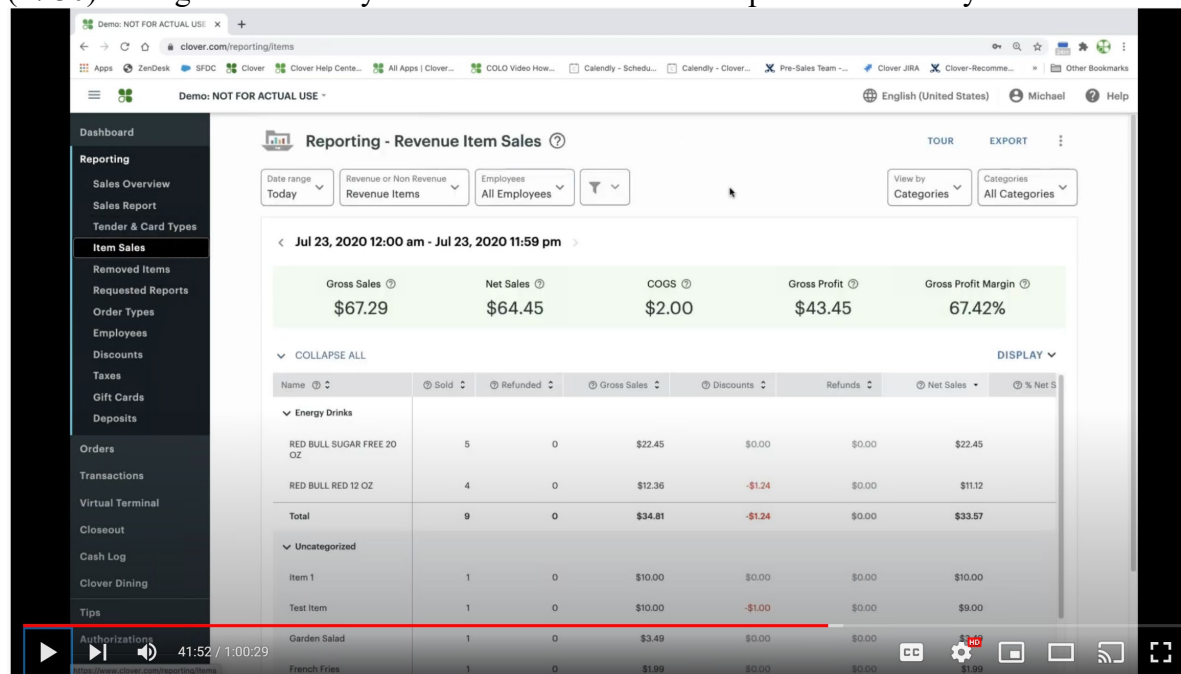 Demo: NOT FOR ACTUAL USE
clover.com/reporting/items
Apps ZenDesk SFDC Clover Clover Help Cente... All Apps | Clover... COLO Video How... Calendly - Schedu... Calendly - Clover... Pre-Sales Team -... Clover JIRA Clover-Recomme... » Other Bookmarks
Demo: NOT FOR ACTUAL USE English (United States) Michael Help
Dashboard
Reporting
Sales Overview
Sales Report
Tender & Card Types
Item Sales
Removed Items
Requested Reports
Order Types
Employees
Discounts
Taxes
Gift Cards
Deposits
Orders
Transactions
Virtual Terminal
Closeout
Cash Log
Clover Dining
Tips
Authorizations
Reporting - Revenue Item Sales TOUR EXPORT
Date range Revenue or Non Revenue Employees View by Categories
Today Revenue Items All Employees Categories All Categories
Jul 23, 2020 12:00 am - Jul 23, 2020 11:59 pm
Gross Sales Net Sales COGS Gross Profit Gross Profit Margin
$67.29 $64.45 $2.00 $43.45 67.42%
COLLAPSE ALL DISPLAY
Name Sold Refunded Gross Sales Discounts Refunds Net Sales % Net S
Energy Drinks
RED BULL SUGAR FREE 20 OZ 5 0 $22.45 $0.00 $0.00 $22.45
RED BULL RED 12 OZ 4 0 $12.36 -$1.24 $0.00 $11.12
Total 9 0 $34.81 -$1.24 $0.00 $33.57
Uncategorized
Item 1 1 0 $10.00 $0.00 $0.00 $10.00
Test Item 1 0 $10.00 -$1.00 $0.00 $9.00
Garden Salad 1 0 $3.49 $0.00 $0.00 $3.49
French Fries 1 0 $1.99 $0.00 $0.00 $1.99
41:52 / 1:00:29 CC HD
https://www.clover.com/reporting/items